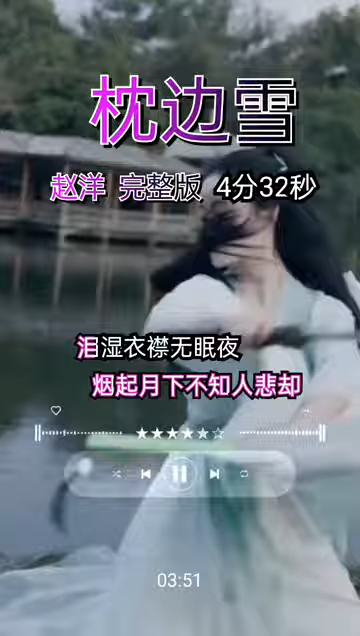 枕边雪
赵洋 完整版 4分32秒
泪湿衣襟无眠夜
烟起月下不知人悲却
03:51